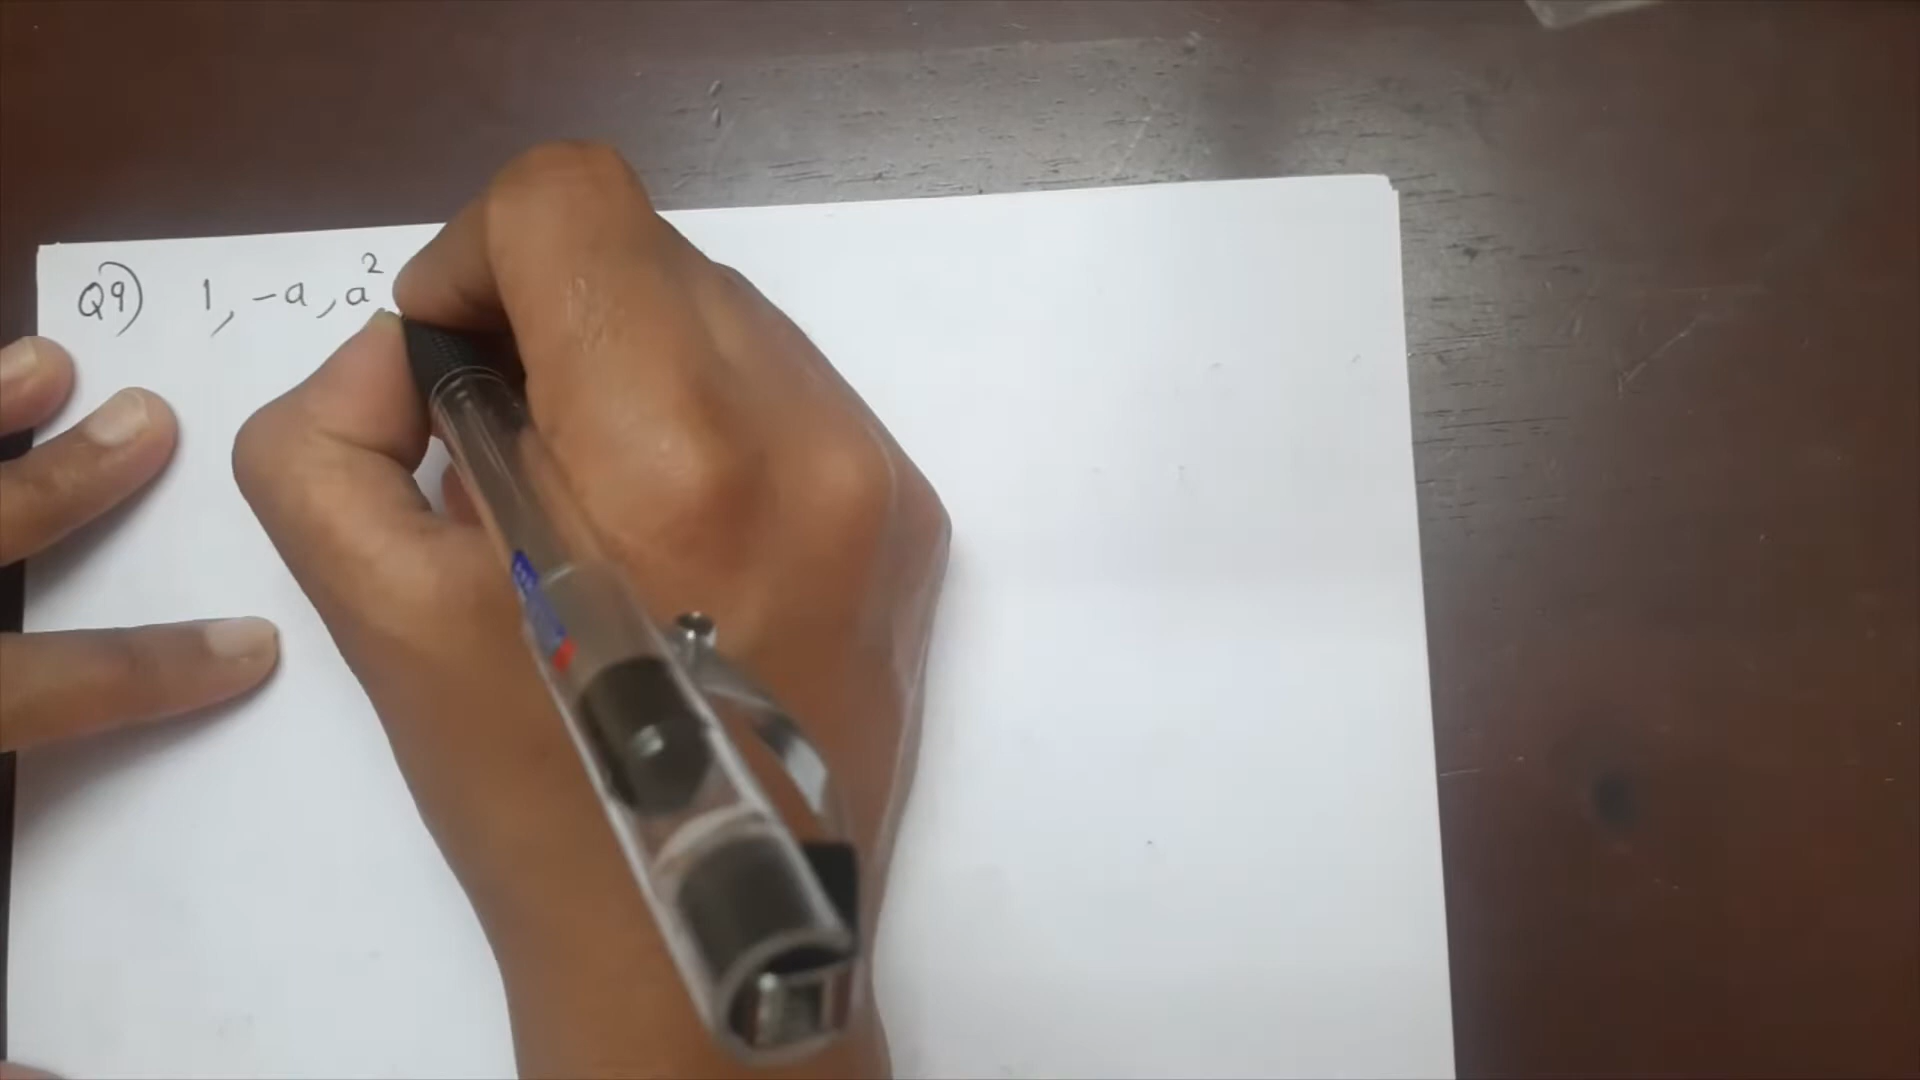 Q9) 1, -a, a²